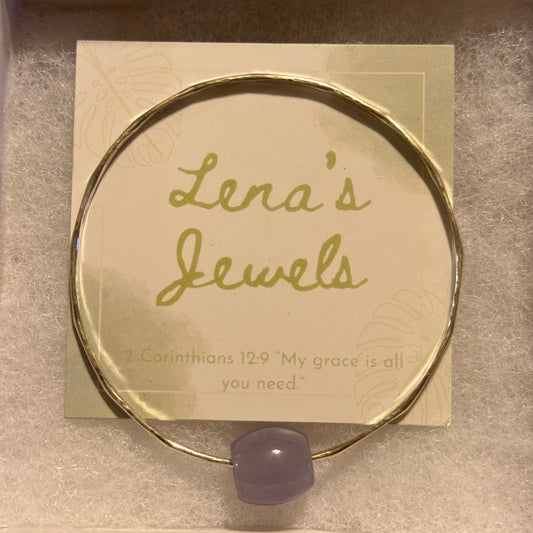 Lena's
Jewels
2 Corinthians 12:9 "My grace is all
you need."